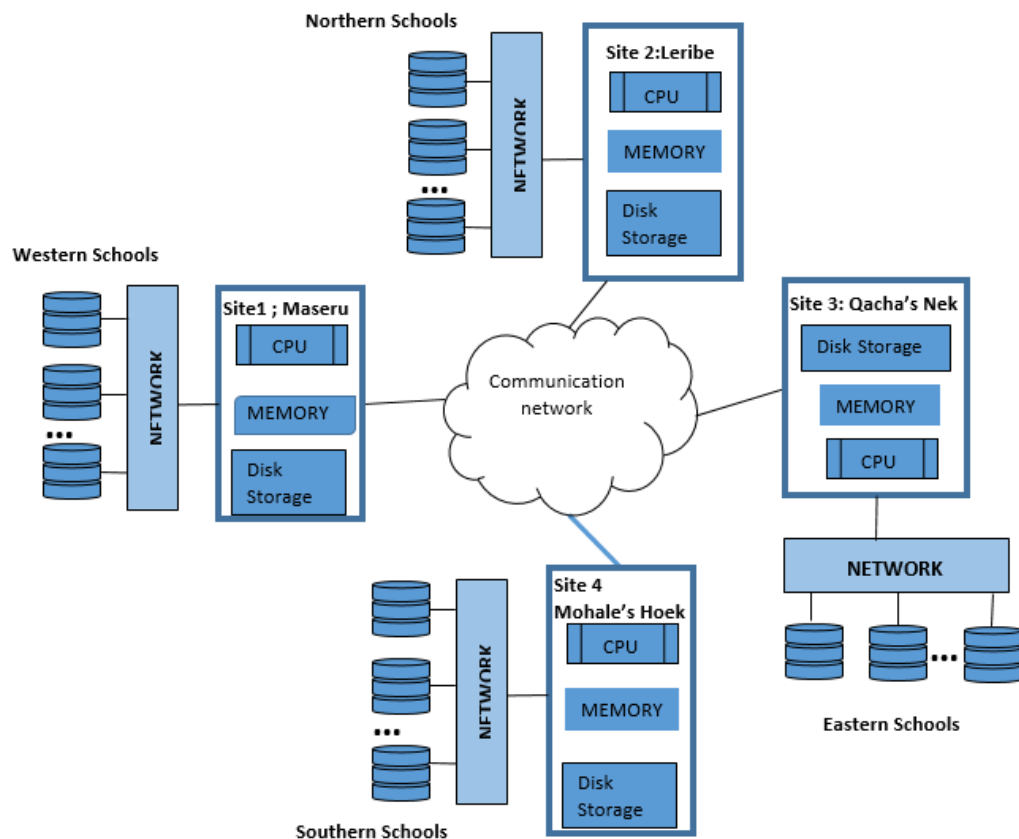 Northern Schools
NETWORK
Site 2:Leribe
CPU
MEMORY
Disk
Storage
...
Western Schools
NETWORK
Site1 ; Maseru
CPU
MEMORY
Disk
Storage
...
Communication
network
Site 3: Qacha's Nek
Disk Storage
MEMORY
CPU
NETWORK
...
Eastern Schools
Site 4
Mohale's Hoek
CPU
MEMORY
Disk
Storage
NETWORK
...
Southern Schools